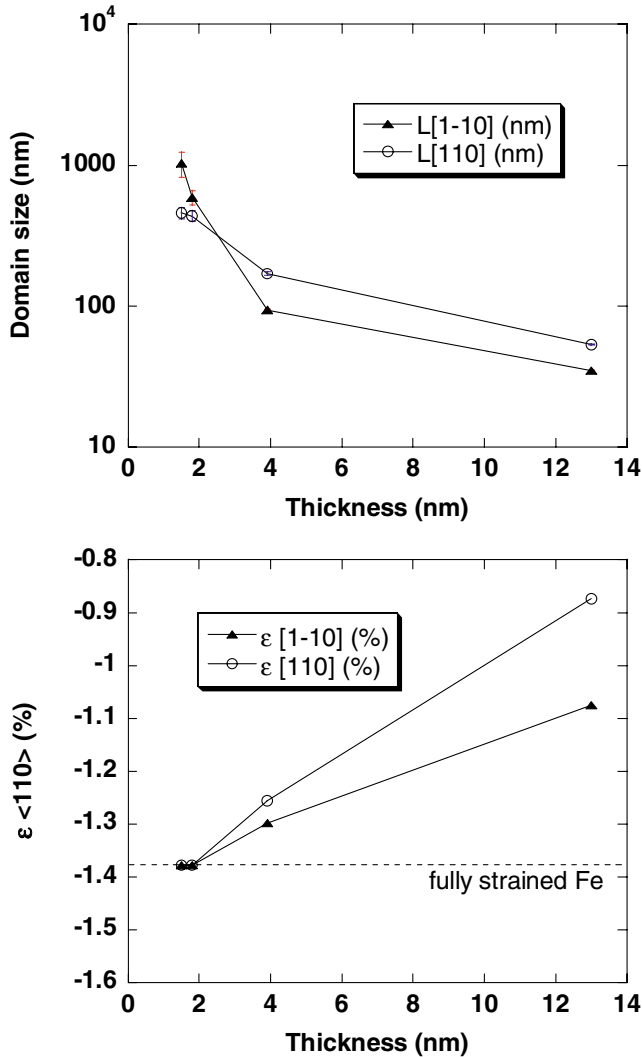 10⁴
1000
100
10
Domain size (nm)
L[1-10] (nm)
L[110] (nm)
0 2 4 6 8 10 12 14
Thickness (nm)
-0.8
-0.9
-1
-1.1
-1.2
-1.3
-1.4
-1.5
-1.6
ε <110> (%)
ε [1-10] (%)
ε [110] (%)
fully strained Fe
0 2 4 6 8 10 12 14
Thickness (nm)